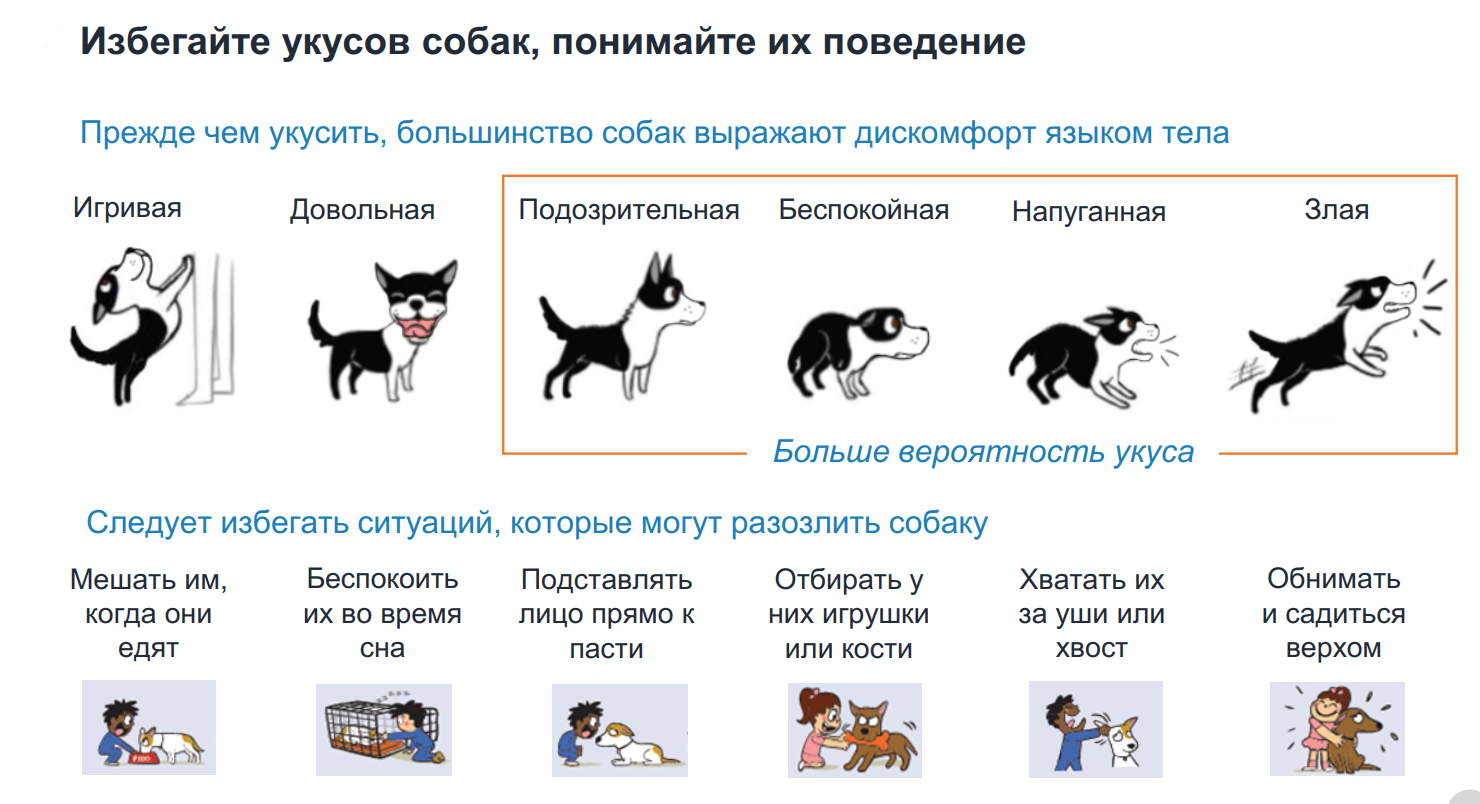 Избегайте укусов собак, понимайте их поведение
Прежде чем укусить, большинство собак выражают дискомфорт языком тела
Игривая
Довольная
Подозрительная
Беспокойная
Напуганная
Злая
Больше вероятность укуса
Следует избегать ситуаций, которые могут разозлить собаку
Мешать им,
когда они
едят
Беспокоить
их во время
сна
Подставлять
лицо прямо к
пасти
Отбирать у
них игрушки
или кости
Хватать их
за уши или
хвост
Обнимать
и садиться
верхом
FIDO